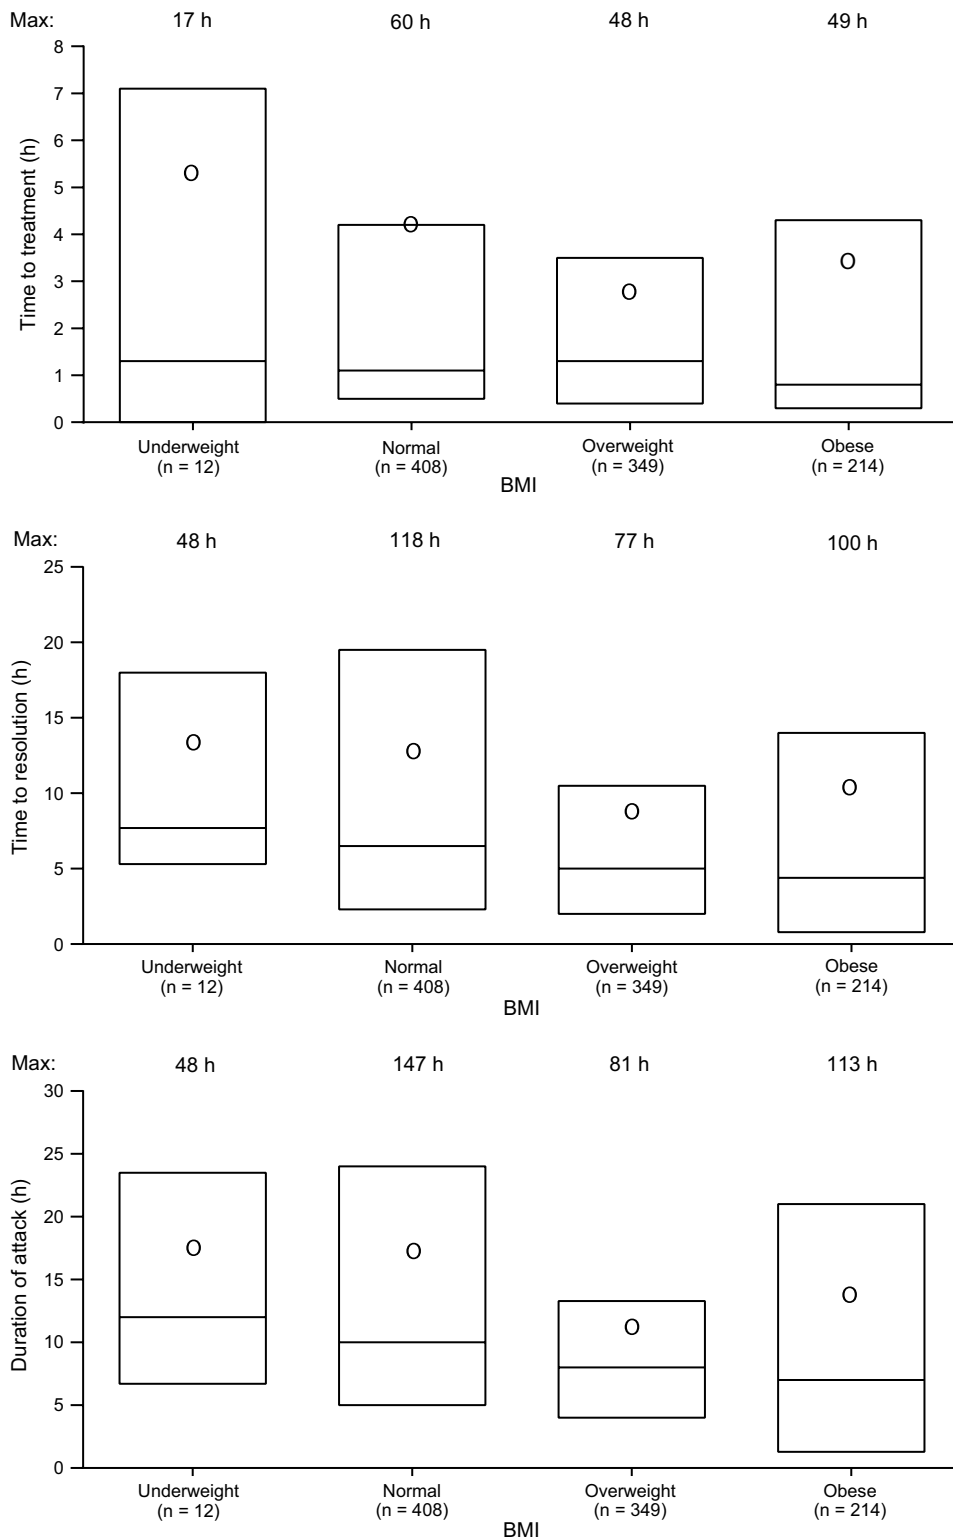 Max: 17 h 60 h 48 h 49 h
8
7
6
5
4
3
2
1
0
Time to treatment (h)
Underweight Normal Overweight Obese
(n = 12) (n = 408) (n = 349) (n = 214)
BMI
Max: 48 h 118 h 77 h 100 h
25
20
15
10
5
0
Time to resolution (h)
Underweight Normal Overweight Obese
(n = 12) (n = 408) (n = 349) (n = 214)
BMI
Max: 48 h 147 h 81 h 113 h
30
25
20
15
10
5
0
Duration of attack (h)
Underweight Normal Overweight Obese
(n = 12) (n = 408) (n = 349) (n = 214)
BMI